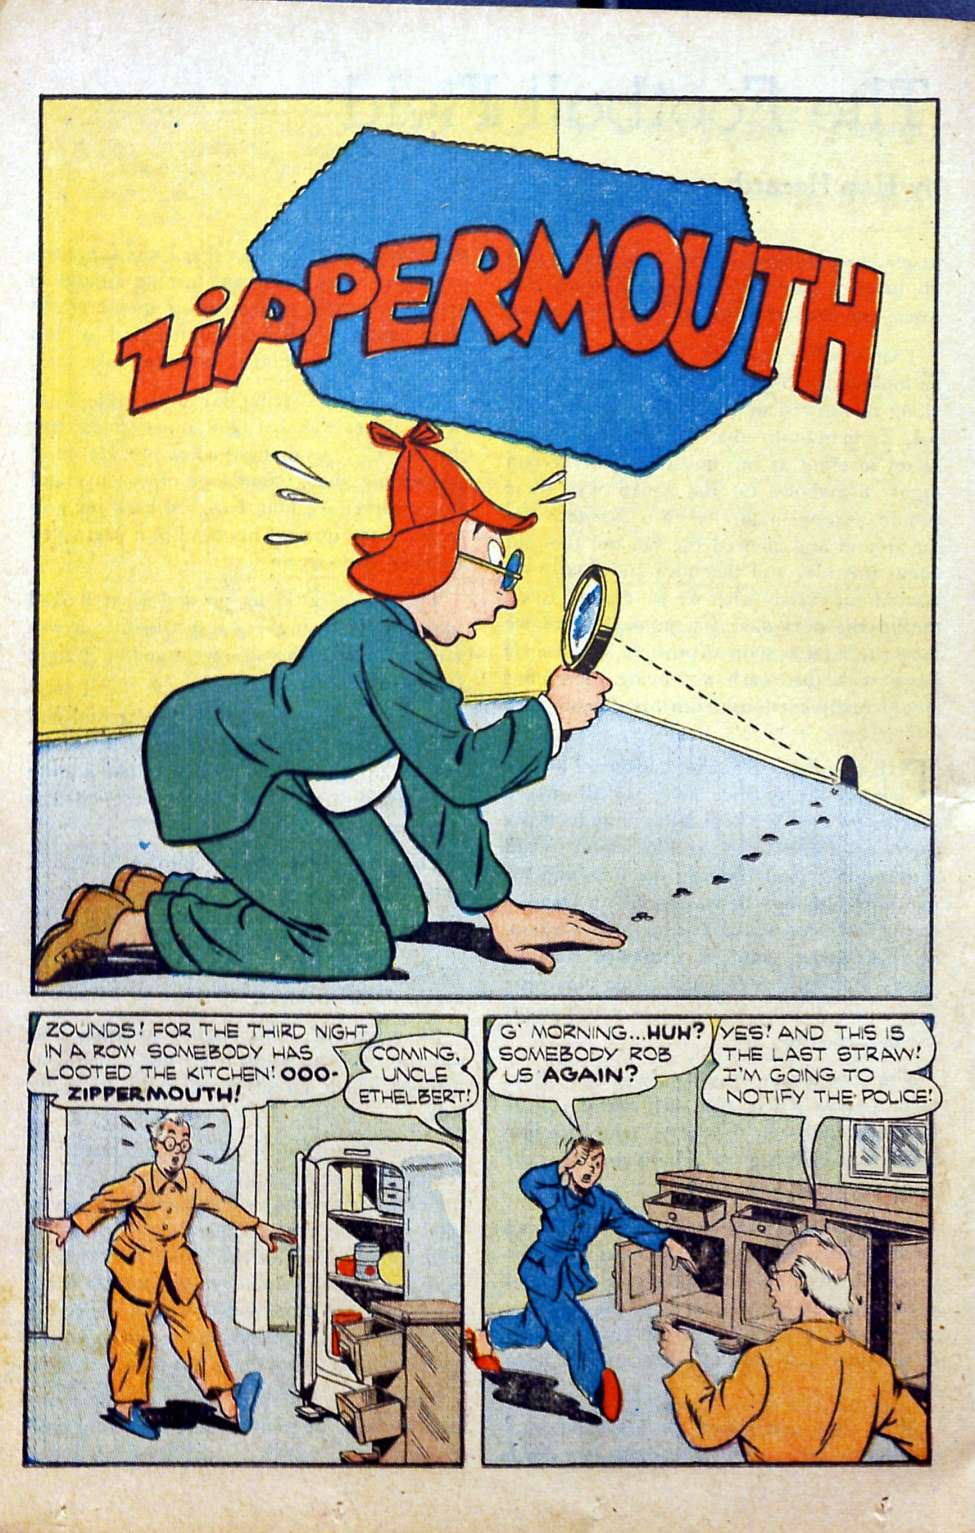 ZiPPERMOUTH
ZOUNDS! FOR THE THIRD NIGHT
IN A ROW SOMEBODY HAS
LOOTED THE KITCHEN! OOO-
ZIPPERMOUTH!
COMING,
UNCLE
ETHELBERT!
G' MORNING...HUH?
SOMEBODY ROB
US AGAIN?
YES! AND THIS IS
THE LAST STRAW!
I'M GOING TO
NOTIFY THE POLICE!